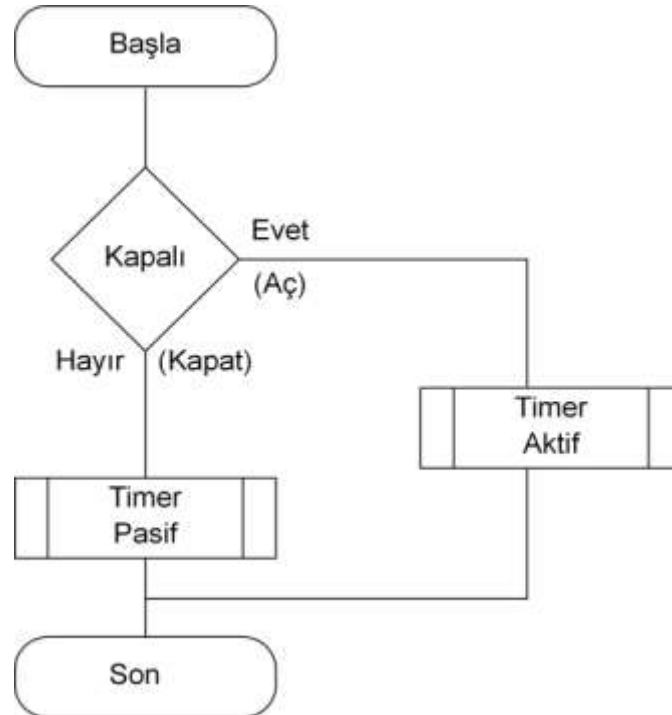 Başla
Kapalı
Evet
(Aç)
Hayır (Kapat)
Timer
Aktif
Timer
Pasif
Son